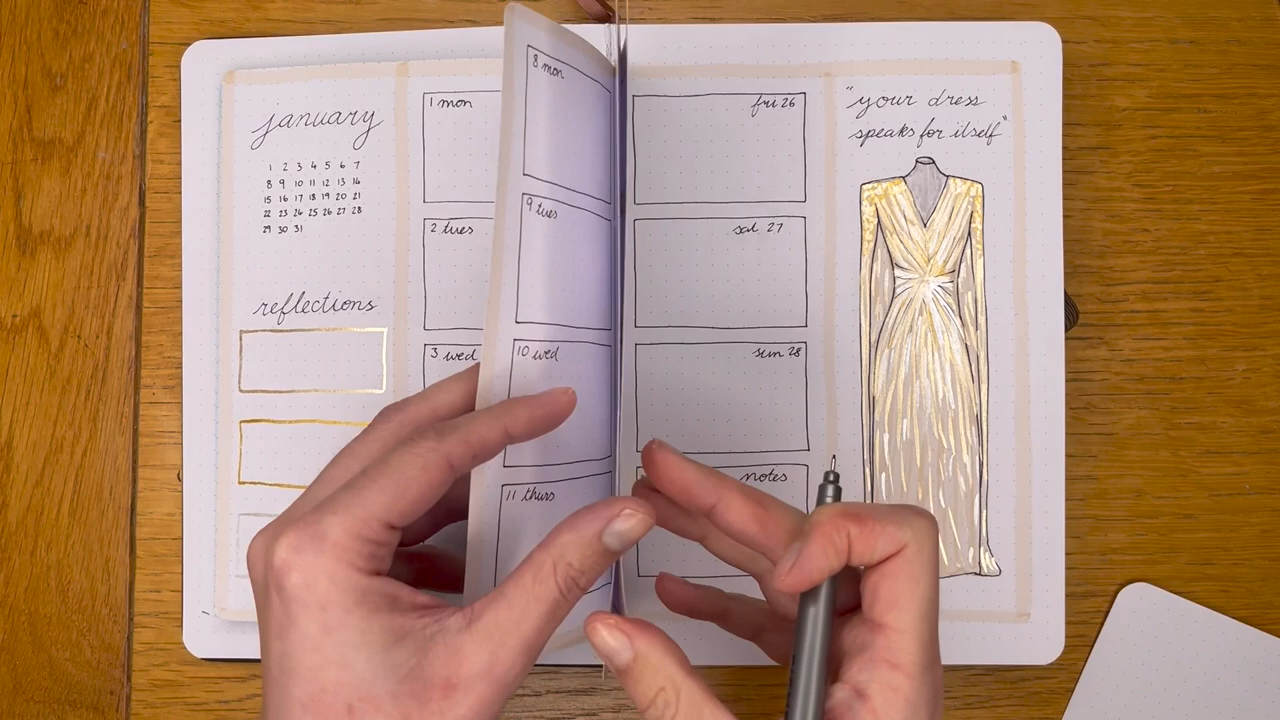 january
1 2 3 4 5 6 7
8 9 10 11 12 13 14
15 16 17 18 19 20 21
22 23 24 25 26 27 28
29 30 31
reflections
1 mon
2 tues
3 wed
8 mon
9 tues
10 wed
11 thurs
fri 26
sat 27
sun 28
notes
"your dress
speaks for itself"